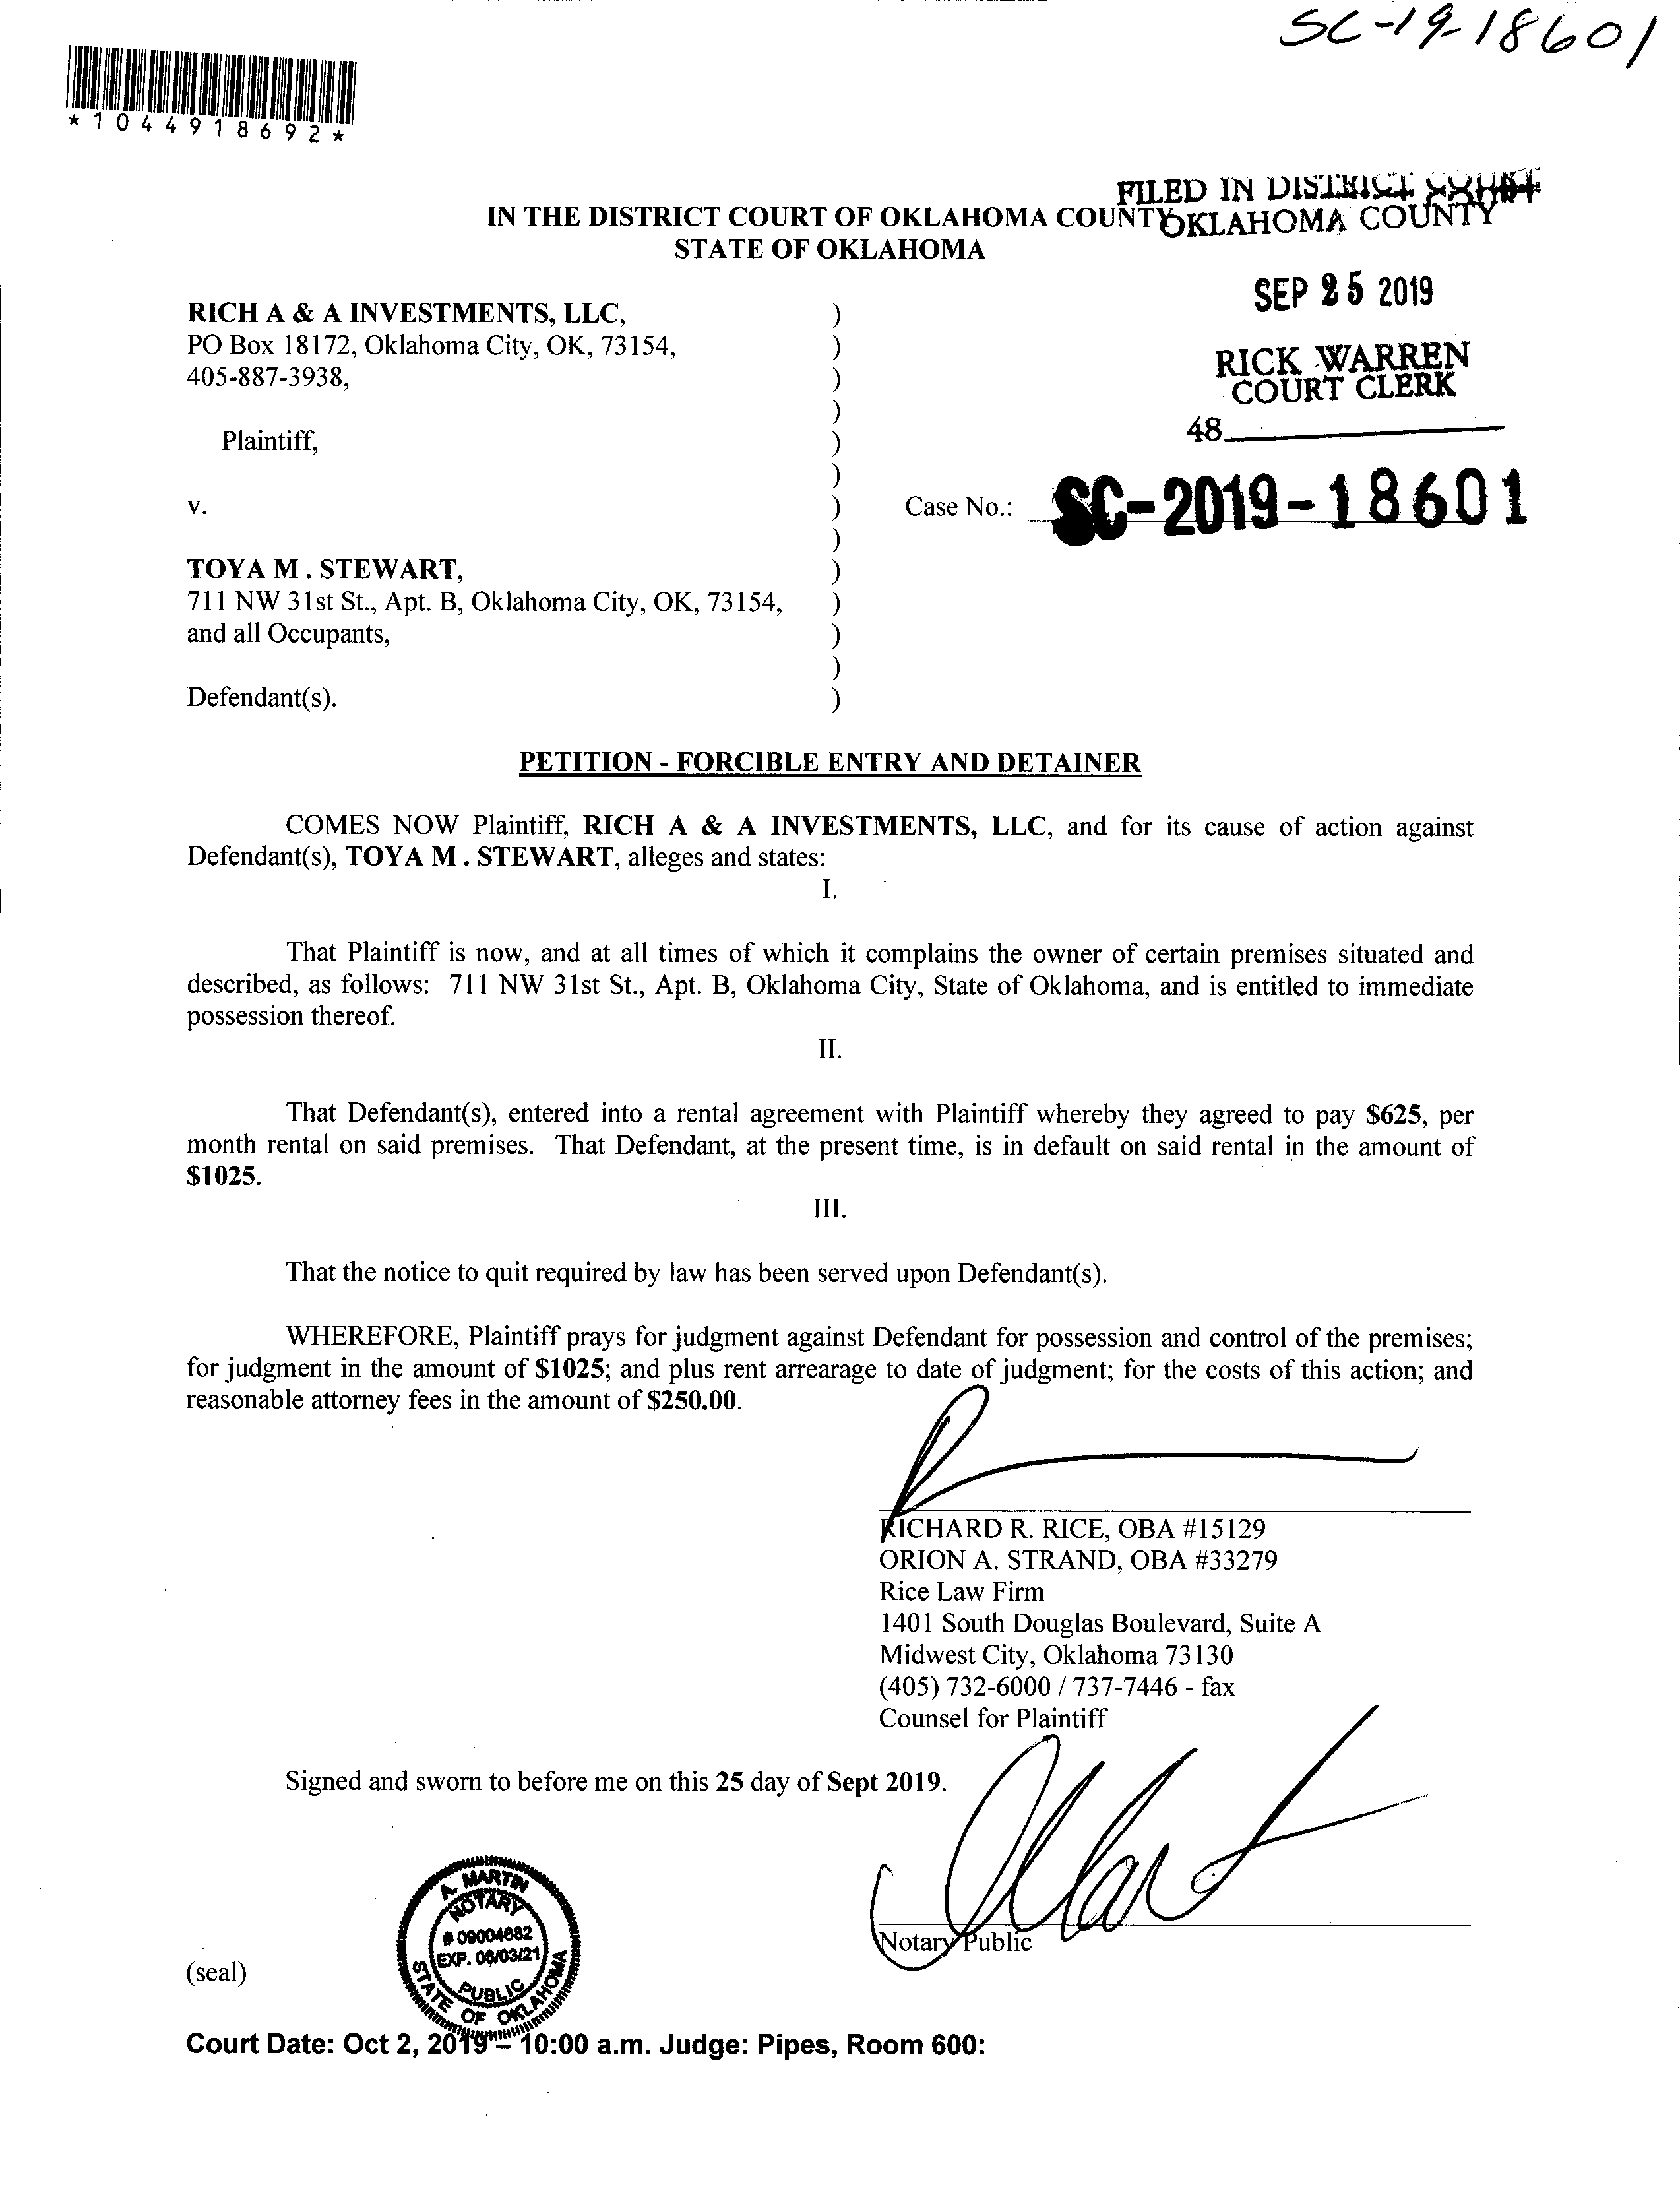 SC-19-18601
*1044918692*
FILED IN DISTRICT COURT
OKLAHOMA COUNTY
IN THE DISTRICT COURT OF OKLAHOMA COUNTY
STATE OF OKLAHOMA
SEP 25 2019
RICK WARREN
COURT CLERK
48
RICH A & A INVESTMENTS, LLC, )
PO Box 18172, Oklahoma City, OK, 73154, )
405-887-3938, )
)
Plaintiff, )
)
v. ) Case No.: SC-2019-18601
)
TOYA M . STEWART, )
711 NW 31st St., Apt. B, Oklahoma City, OK, 73154, )
and all Occupants, )
)
Defendant(s). )
PETITION - FORCIBLE ENTRY AND DETAINER
COMES NOW Plaintiff, RICH A & A INVESTMENTS, LLC, and for its cause of action against
Defendant(s), TOYA M . STEWART, alleges and states:
I.
That Plaintiff is now, and at all times of which it complains the owner of certain premises situated and
described, as follows: 711 NW 31st St., Apt. B, Oklahoma City, State of Oklahoma, and is entitled to immediate
possession thereof.
II.
That Defendant(s), entered into a rental agreement with Plaintiff whereby they agreed to pay $625, per
month rental on said premises. That Defendant, at the present time, is in default on said rental in the amount of
$1025.
III.
That the notice to quit required by law has been served upon Defendant(s).
WHEREFORE, Plaintiff prays for judgment against Defendant for possession and control of the premises;
for judgment in the amount of $1025; and plus rent arrearage to date of judgment; for the costs of this action; and
reasonable attorney fees in the amount of $250.00.
RICHARD R. RICE, OBA #15129
ORION A. STRAND, OBA #33279
Rice Law Firm
1401 South Douglas Boulevard, Suite A
Midwest City, Oklahoma 73130
(405) 732-6000 / 737-7446 - fax
Counsel for Plaintiff
Signed and sworn to before me on this 25 day of Sept 2019.
A. MARTIN
NOTARY
# 09004682
EXP. 06/03/21
PUBLIC
STATE OF OKLAHOMA
Notary Public
(seal)
Court Date: Oct 2, 2019 – 10:00 a.m. Judge: Pipes, Room 600: